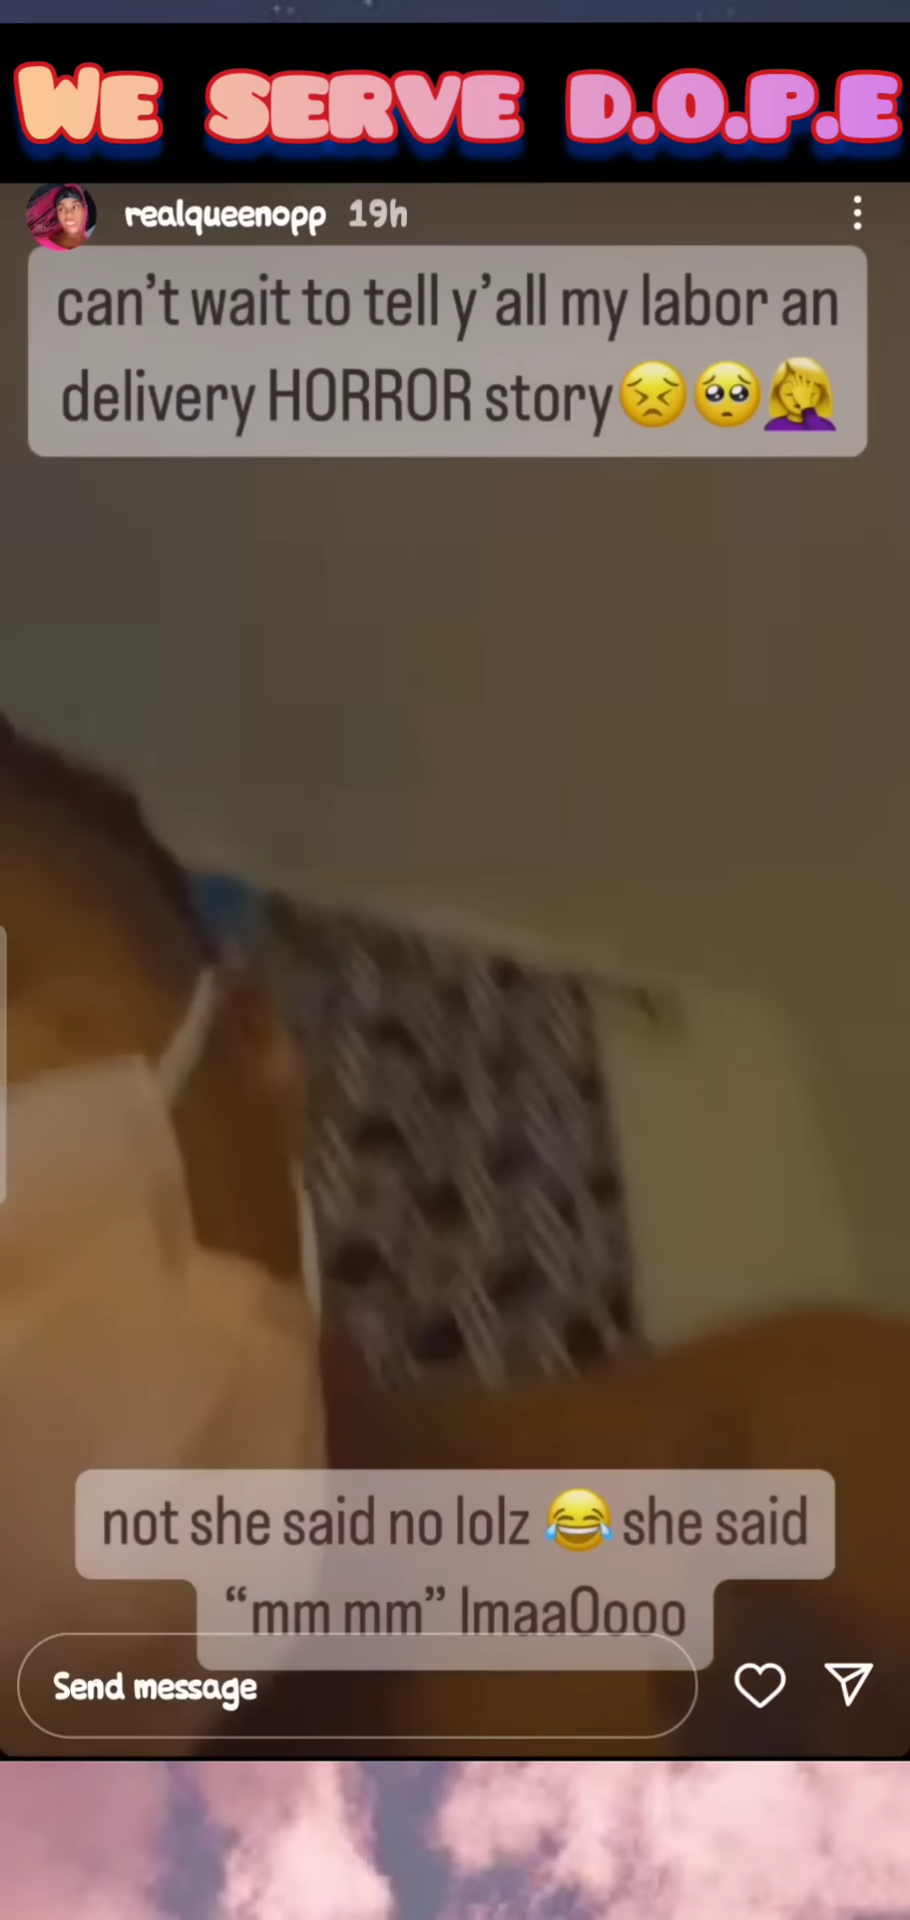 WE SERVE D.O.P.E
realqueenopp 19h
can't wait to tell y'all my labor an
delivery HORROR story😣🥺🤦‍♀️
not she said no lolz 😂 she said
“mm mm” lmaaOooo
Send message